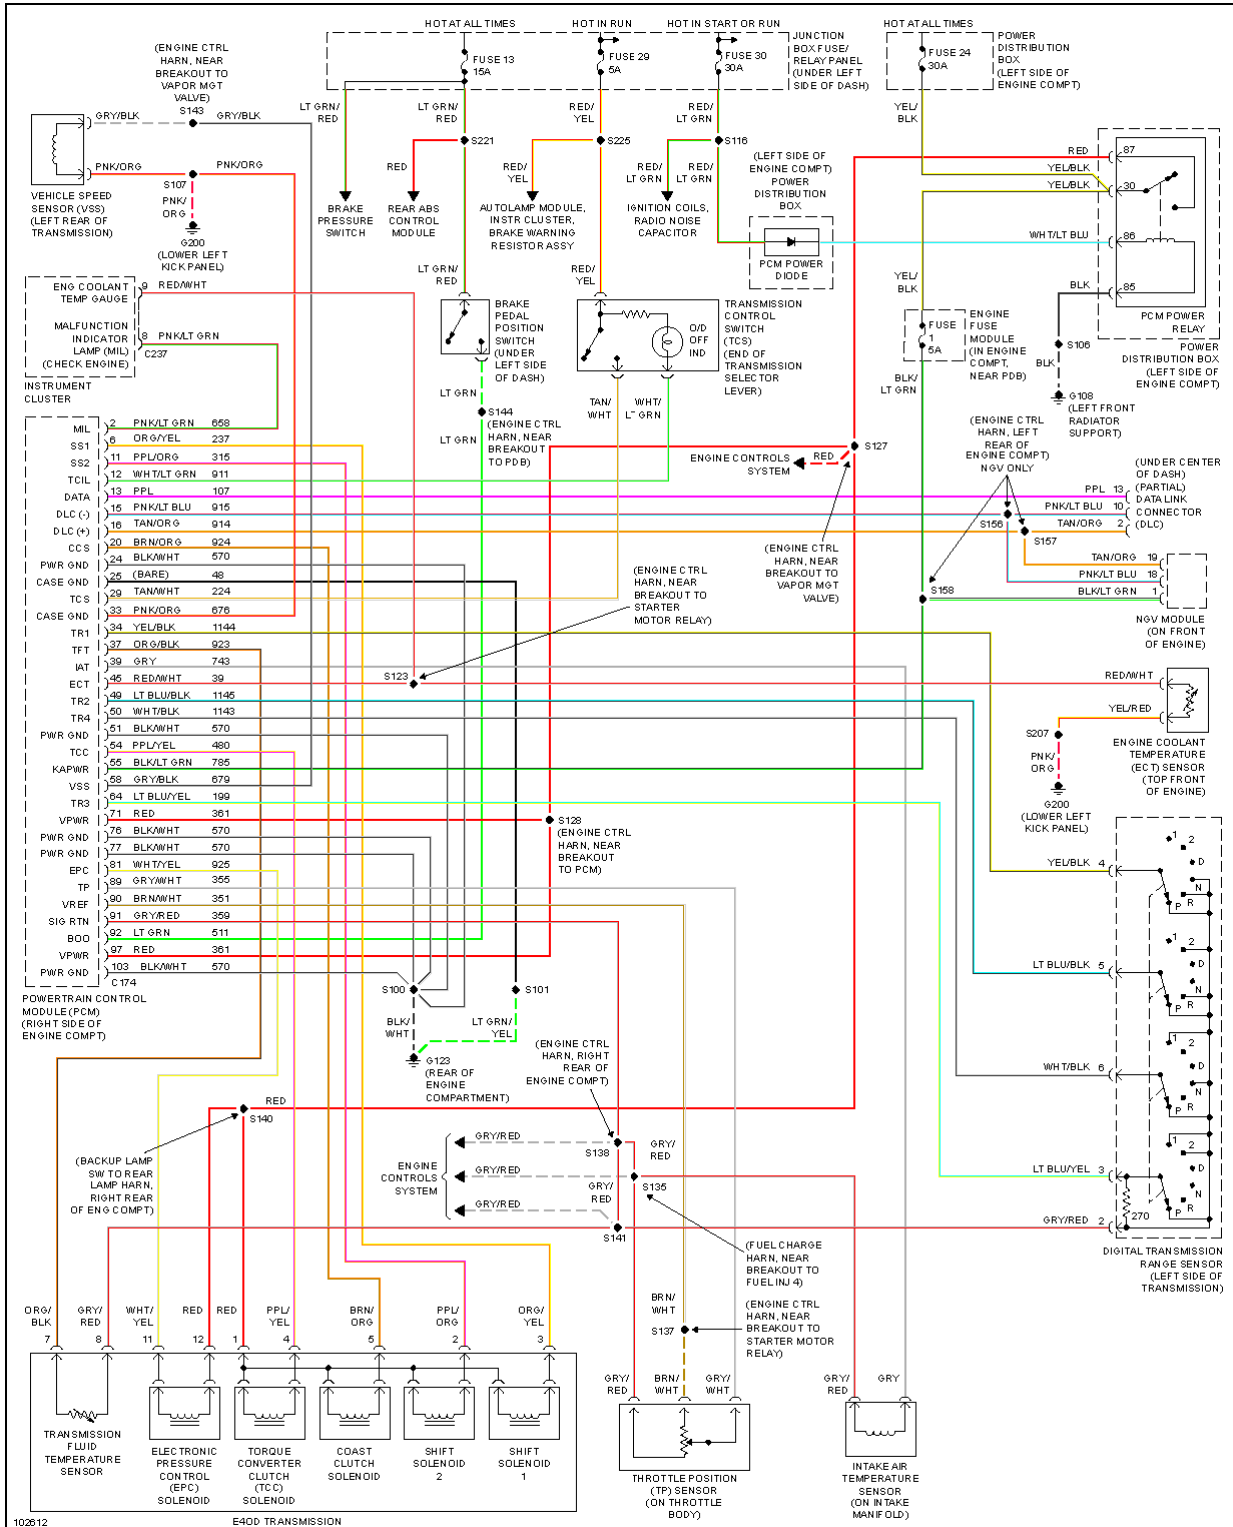 HOT AT ALL TIMES
HOT IN RUN
HOT IN START OR RUN
HOT AT ALL TIMES
(ENGINE CTRL
HARN, NEAR
BREAKOUT TO
VAPOR MGT
VALVE)
S143
GRY/BLK
GRY/BLK
PNK/ORG
PNK/ORG
S107
PNK/
ORG
G200
(LOWER LEFT
KICK PANEL)
VEHICLE SPEED
SENSOR (VSS)
(LEFT REAR OF
TRANSMISSION)
FUSE 13
15A
FUSE 29
5A
FUSE 30
30A
JUNCTION
BOX FUSE/
RELAY PANEL
(UNDER LEFT
SIDE OF DASH)
FUSE 24
30A
POWER
DISTRIBUTION
BOX
(LEFT SIDE OF
ENGINE COMPT)
LT GRN/
RED
LT GRN/
RED
RED/
YEL
RED/
LT GRN
YEL/
BLK
S221
S225
S116
RED
RED/
YEL
RED/
LT GRN
RED/
LT GRN
BRAKE
PRESSURE
SWITCH
REAR ABS
CONTROL
MODULE
AUTOLAMP MODULE,
INSTR CLUSTER,
BRAKE WARNING
RESISTOR ASSY
IGNITION COILS,
RADIO NOISE
CAPACITOR
(LEFT SIDE OF
ENGINE COMPT)
POWER
DISTRIBUTION
BOX
PCM POWER
DIODE
RED
87
YEL/BLK
YEL/BLK
30
WHT/LT BLU
86
BLK
85
PCM POWER
RELAY
POWER
DISTRIBUTION BOX
(LEFT SIDE OF
ENGINE COMPT)
S106
BLK
G108
(LEFT FRONT
RADIATOR
SUPPORT)
ENG COOLANT
TEMP GAUGE
9 RED/WHT
MALFUNCTION
INDICATOR
LAMP (MIL)
(CHECK ENGINE)
8 PNK/LT GRN
C237
INSTRUMENT
CLUSTER
LT GRN/
RED
BRAKE
PEDAL
POSITION
SWITCH
(UNDER
LEFT SIDE
OF DASH)
LT GRN
S144
(ENGINE CTRL
HARN, NEAR
BREAKOUT
TO PDB)
LT GRN
RED/
YEL
O/D
OFF
IND
TRANSMISSION
CONTROL
SWITCH
(TCS)
(END OF
TRANSMISSION
SELECTOR
LEVER)
TAN/
WHT
WHT/
LT GRN
YEL/
BLK
FUSE
1
5A
ENGINE
FUSE
MODULE
(IN ENGINE
COMPT,
NEAR PDB)
BLK/
LT GRN
(ENGINE CTRL
HARN, LEFT
REAR OF
ENGINE COMPT)
NGV ONLY
S127
RED
ENGINE CONTROLS
SYSTEM
(ENGINE CTRL
HARN, NEAR
BREAKOUT TO
VAPOR MGT
VALVE)
(UNDER CENTER
OF DASH)
(PARTIAL)
DATA LINK
CONNECTOR
(DLC)
PPL 13
PNK/LT BLU 10
TAN/ORG 2
S156
S157
S158
TAN/ORG 19
PNK/LT BLU 18
BLK/LT GRN 1
NGV MODULE
(ON FRONT
OF ENGINE)
MIL 2 PNK/LT GRN 658
SS1 6 ORG/YEL 237
SS2 11 PPL/ORG 315
TCIL 12 WHT/LT GRN 911
DATA 13 PPL 107
DLC (-) 15 PNK/LT BLU 915
DLC (+) 16 TAN/ORG 914
CCS 20 BRN/ORG 924
PWR GND 24 BLK/WHT 570
CASE GND 25 (BARE) 48
TCS 29 TAN/WHT 224
CASE GND 33 PNK/ORG 676
TR1 34 YEL/BLK 1144
TFT 37 ORG/BLK 923
IAT 39 GRY 743
ECT 45 RED/WHT 39
TR2 49 LT BLU/BLK 1145
TR4 50 WHT/BLK 1143
PWR GND 51 BLK/WHT 570
TCC 54 PPL/YEL 480
KAPWR 55 BLK/LT GRN 785
VSS 58 GRY/BLK 679
TR3 64 LT BLU/YEL 199
VPWR 71 RED 361
PWR GND 76 BLK/WHT 570
PWR GND 77 BLK/WHT 570
EPC 81 WHT/YEL 925
TP 89 GRY/WHT 355
VREF 90 BRN/WHT 351
SIG RTN 91 GRY/RED 359
BOO 92 LT GRN 511
VPWR 97 RED 361
PWR GND 103 BLK/WHT 570
C174
POWERTRAIN CONTROL
MODULE (PCM)
(RIGHT SIDE OF
ENGINE COMPT)
(ENGINE CTRL
HARN, NEAR
BREAKOUT TO
STARTER
MOTOR RELAY)
S123
S128
(ENGINE CTRL
HARN, NEAR
BREAKOUT
TO PCM)
S100
S101
BLK/
WHT
LT GRN/
YEL
G123
(REAR OF
ENGINE
COMPARTMENT)
RED/WHT
YEL/RED
S207
PNK/
ORG
G200
(LOWER LEFT
KICK PANEL)
ENGINE COOLANT
TEMPERATURE
(ECT) SENSOR
(TOP FRONT
OF ENGINE)
YEL/BLK 4
1
2
D
N
R
P
LT BLU/BLK 5
1
2
D
N
R
P
WHT/BLK 6
1
2
D
N
R
P
LT BLU/YEL 3
1
2
D
N
R
P
270
GRY/RED 2
DIGITAL TRANSMISSION
RANGE SENSOR
(LEFT SIDE OF
TRANSMISSION)
RED
S140
(BACKUP LAMP
SW TO REAR
LAMP HARN,
RIGHT REAR
OF ENG COMPT)
(ENGINE CTRL
HARN, RIGHT
REAR OF
ENGINE COMPT)
ENGINE
CONTROLS
SYSTEM
GRY/RED
GRY/RED
GRY/RED
S138
GRY/
RED
S135
GRY/
RED
S141
(FUEL CHARGE
HARN, NEAR
BREAKOUT TO
FUEL INJ 4)
BRN/
WHT
S137
(ENGINE CTRL
HARN, NEAR
BREAKOUT TO
STARTER MOTOR
RELAY)
ORG/
BLK
7
GRY/
RED
8
WHT/
YEL
11
RED
12
RED
1
PPL/
YEL
4
BRN/
ORG
5
PPL/
ORG
2
ORG/
YEL
3
TRANSMISSION
FLUID
TEMPERATURE
SENSOR
ELECTRONIC
PRESSURE
CONTROL
(EPC)
SOLENOID
TORQUE
CONVERTER
CLUTCH
(TCC)
SOLENOID
COAST
CLUTCH
SOLENOID
SHIFT
SOLENOID
2
SHIFT
SOLENOID
1
E4OD TRANSMISSION
GRY/
RED
BRN/
WHT
GRY/
WHT
THROTTLE POSITION
(TP) SENSOR
(ON THROTTLE
BODY)
GRY/
RED
GRY
INTAKE AIR
TEMPERATURE
SENSOR
(ON INTAKE
MANIFOLD)
102612